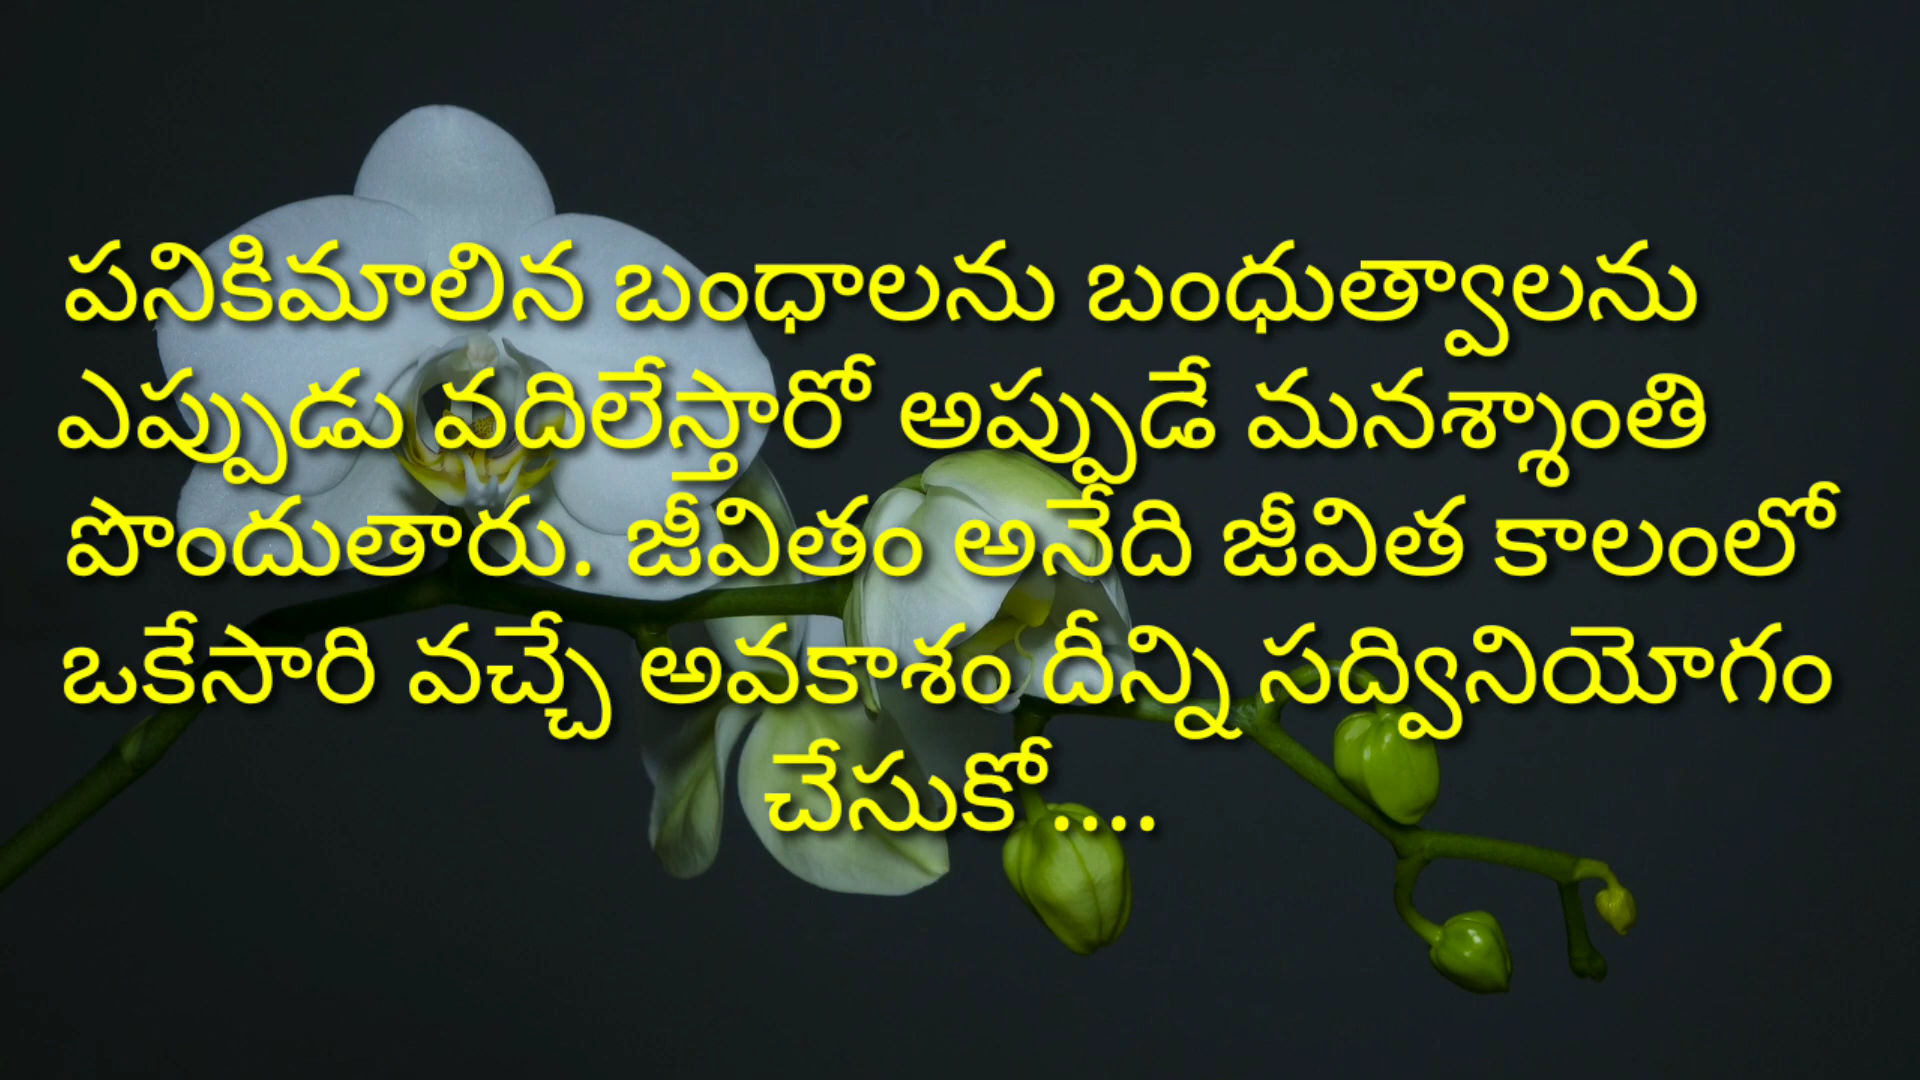 పనికిమాలిన బంధాలను బంధుత్వాలను
ఎప్పుడు వదిలేస్తారో అప్పుడే మనశ్శాంతి
పొందుతారు. జీవితం అనేది జీవిత కాలంలో
ఒకేసారి వచ్చే అవకాశం దీన్ని సద్వినియోగం
చేసుకో ....